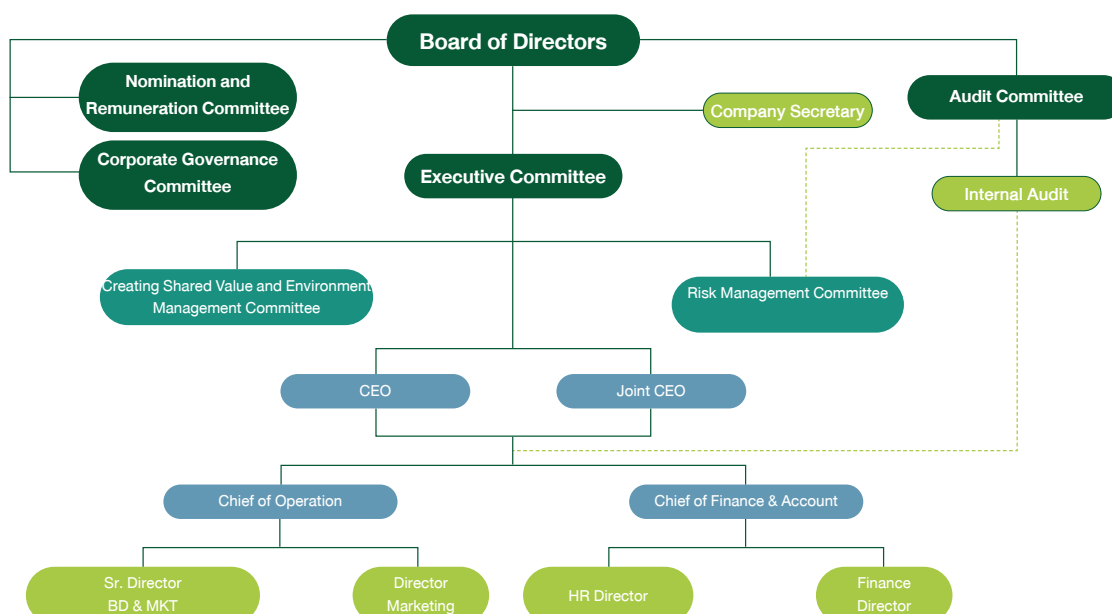 Board of Directors
Nomination and
Remuneration Committee
Audit Committee
Company Secretary
Corporate Governance
Committee
Executive Committee
Internal Audit
Creating Shared Value and Environment
Management Committee
Risk Management Committee
CEO
Joint CEO
Chief of Operation
Chief of Finance & Account
Sr. Director
BD & MKT
Director
Marketing
HR Director
Finance
Director